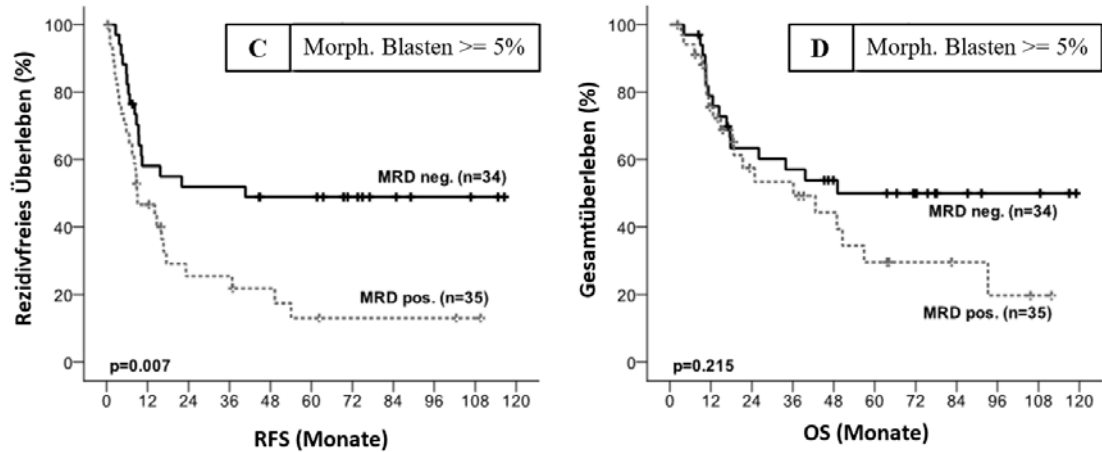 C Morph. Blasten >= 5%
Rezidivfreies Überleben (%)
100
80
60
40
20
0
MRD neg. (n=34)
MRD pos. (n=35)
p=0.007
0 12 24 36 48 60 72 84 96 108 120
RFS (Monate)
D Morph. Blasten >= 5%
Gesamtüberleben (%)
100
80
60
40
20
0
MRD neg. (n=34)
MRD pos. (n=35)
p=0.215
0 12 24 36 48 60 72 84 96 108 120
OS (Monate)